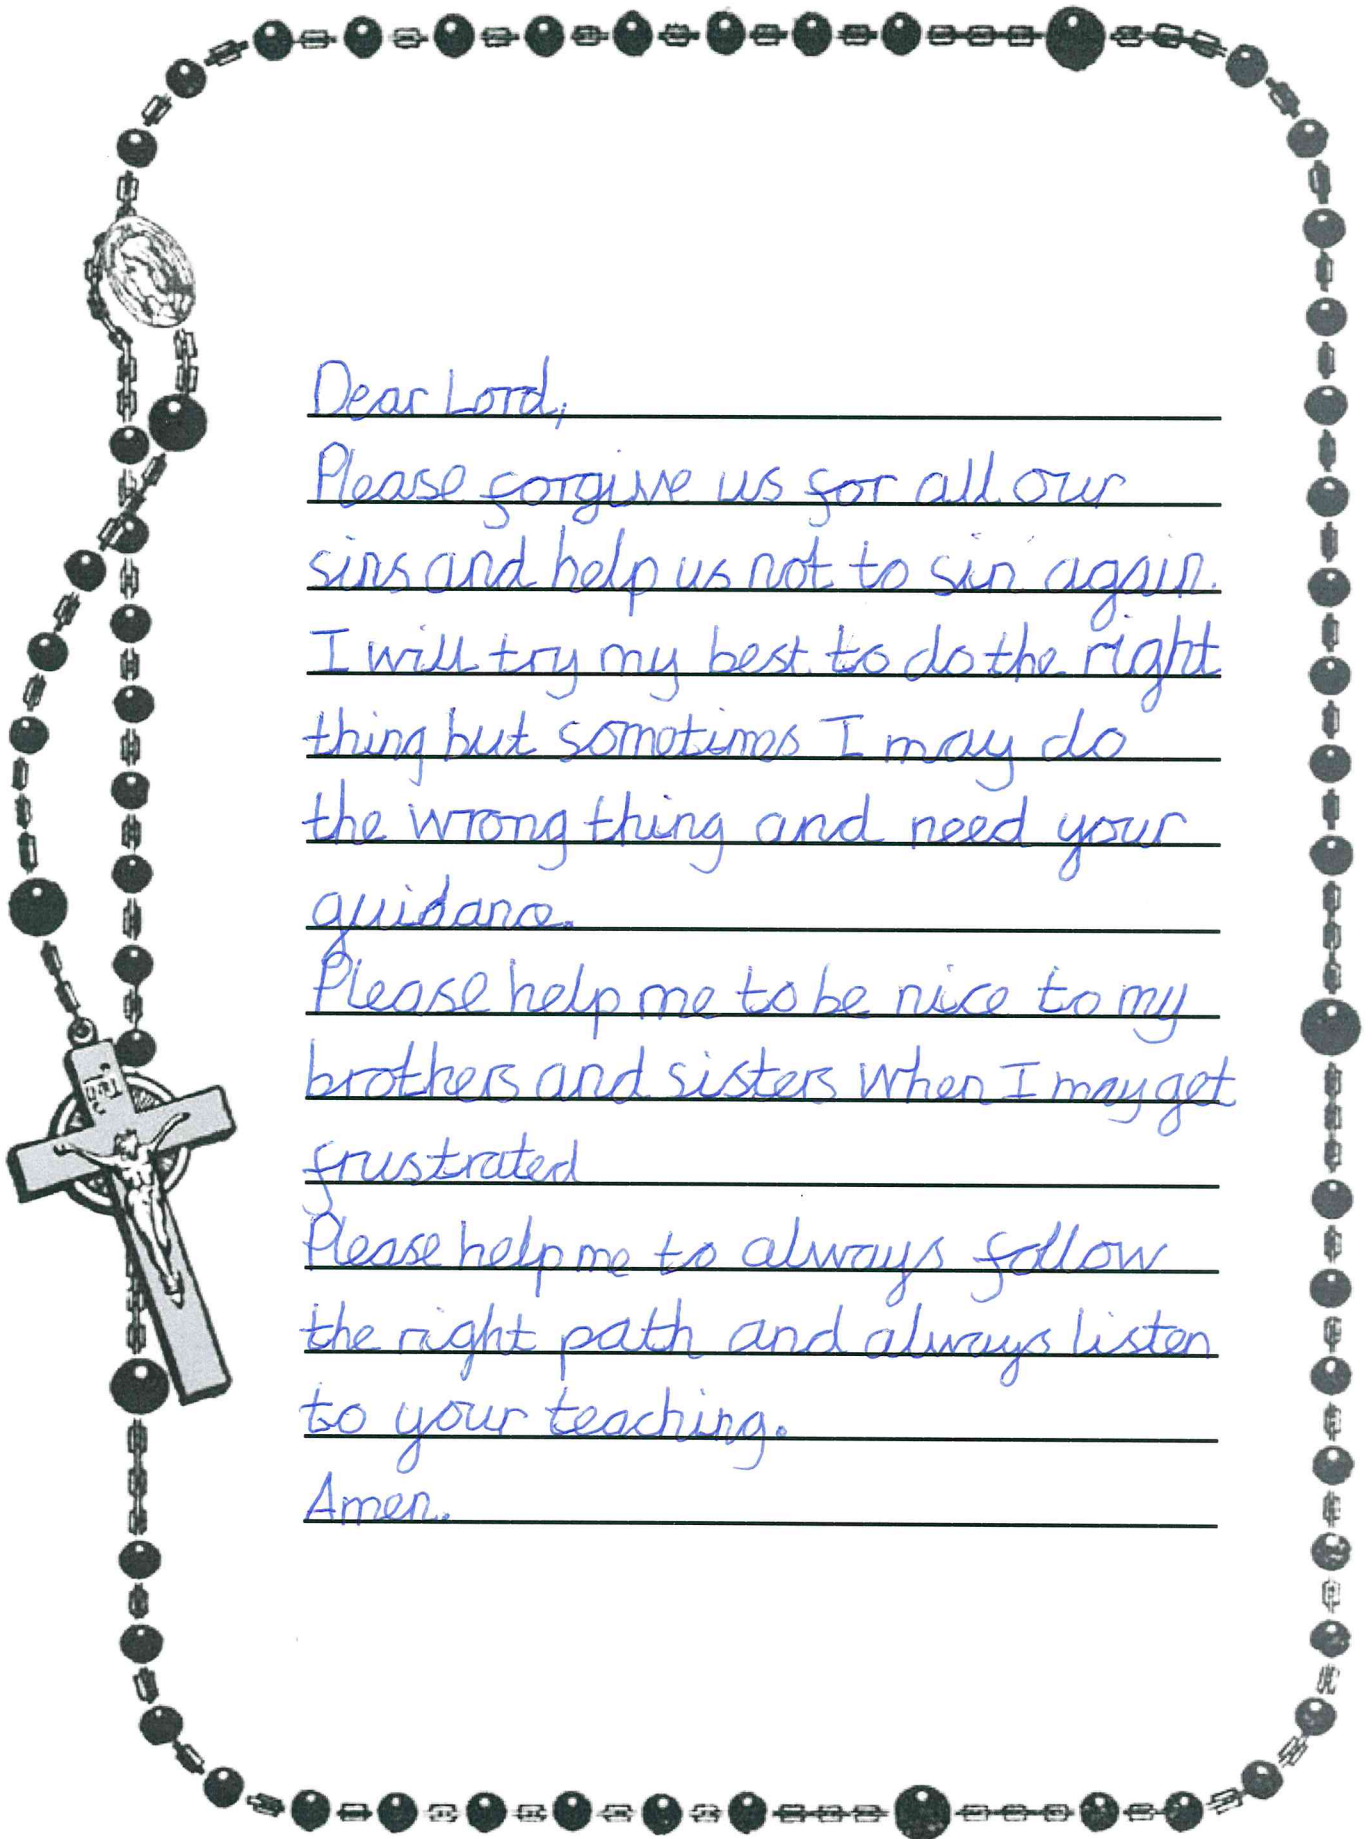 Dear Lord,
Please forgive us for all our
sins and help us not to sin again.
I will try my best to do the right
thing but sometimes I may do
the wrong thing and need your
guidance.
Please help me to be nice to my
brothers and sisters when I may get
frustrated
Please help me to always follow
the right path and always listen
to your teaching.
Amen.